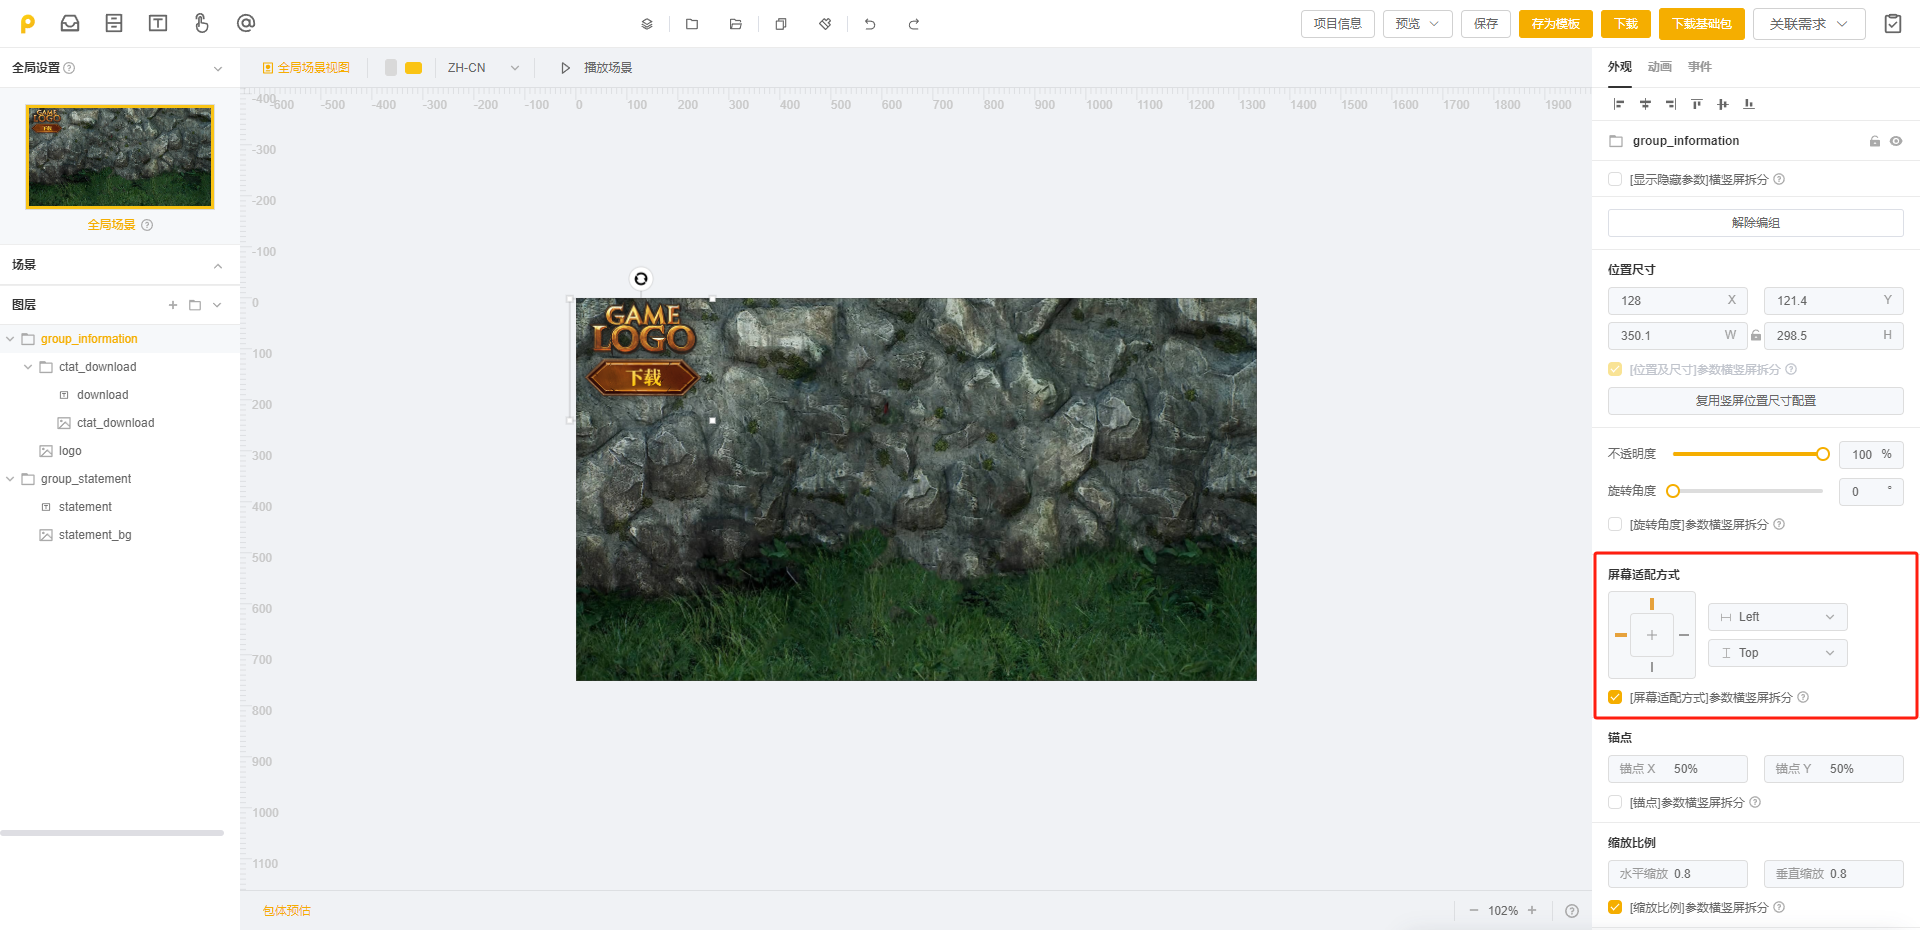 项目信息 预览 保存 存为模板 下载 下载基础包 关联需求
全局设置
全局场景视图 ZH-CN 播放场景
外观 动画 事件
-400 -600 -500 -400 -300 -200 -100 0 100 200 300 400 500 600 700 800 900 1000 1100 1200 1300 1400 1500 1600 1700 1800 1900
GAME
LOGO
下载
全局场景
场景
图层
group_information
ctat_download
download
ctat_download
logo
group_statement
statement
statement_bg
-300
-200
-100
0
100
200
300
400
500
600
700
800
900
1000
1100
GAME
LOGO
下载
包体预估
102%
group_information
[显示隐藏参数]横竖屏拆分
解除编组
位置尺寸
128 X 121.4 Y
350.1 W 298.5 H
[位置及尺寸]参数横竖屏拆分
复用竖屏位置尺寸配置
不透明度 100 %
旋转角度 0 °
[旋转角度]参数横竖屏拆分
屏幕适配方式
Left
Top
[屏幕适配方式]参数横竖屏拆分
锚点
锚点 X 50% 锚点 Y 50%
[锚点]参数横竖屏拆分
缩放比例
水平缩放 0.8 垂直缩放 0.8
[缩放比例]参数横竖屏拆分